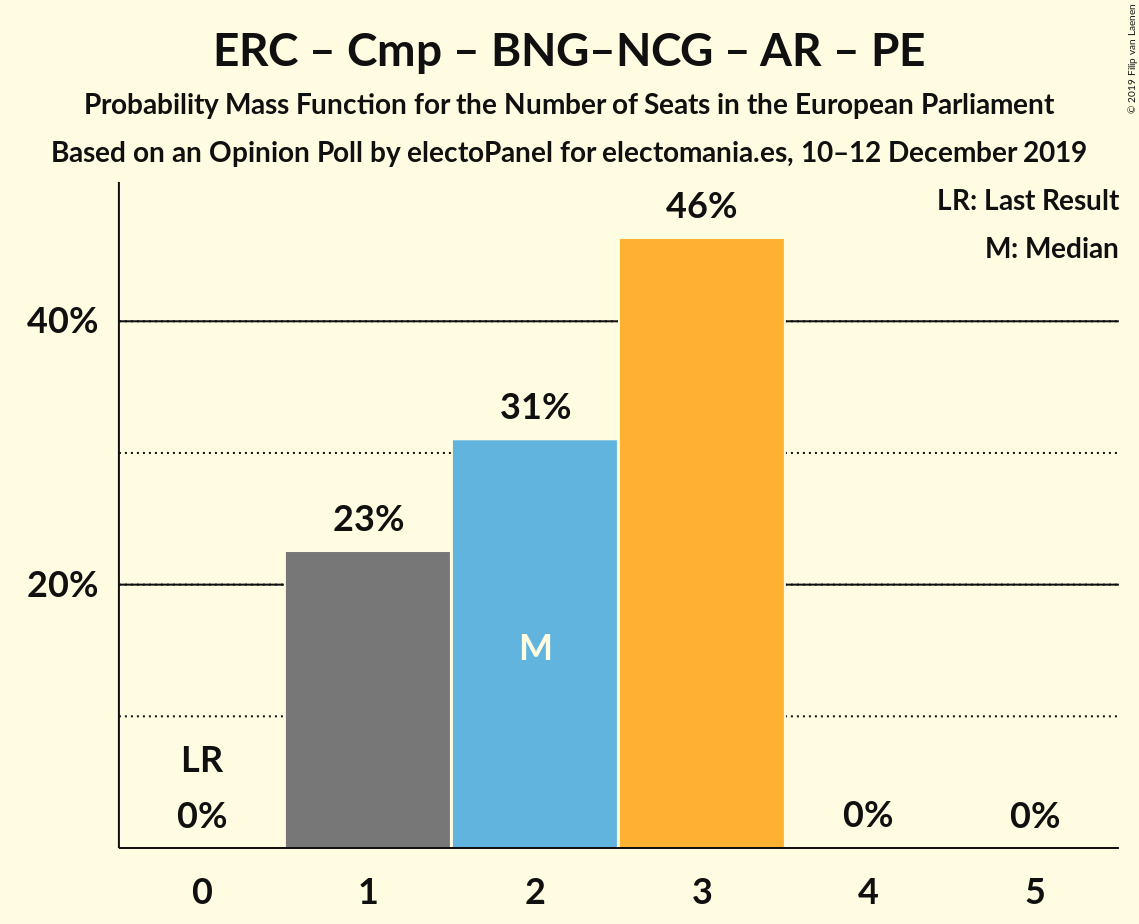 ERC – Cmp – BNG–NCG – AR – PE
Probability Mass Function for the Number of Seats in the European Parliament
Based on an Opinion Poll by electoPanel for electomania.es, 10–12 December 2019
© 2019 Filip van Laenen
LR: Last Result
M: Median
46%
40%
31%
23%
20%
M
LR
0%
0%
0%
0 1 2 3 4 5